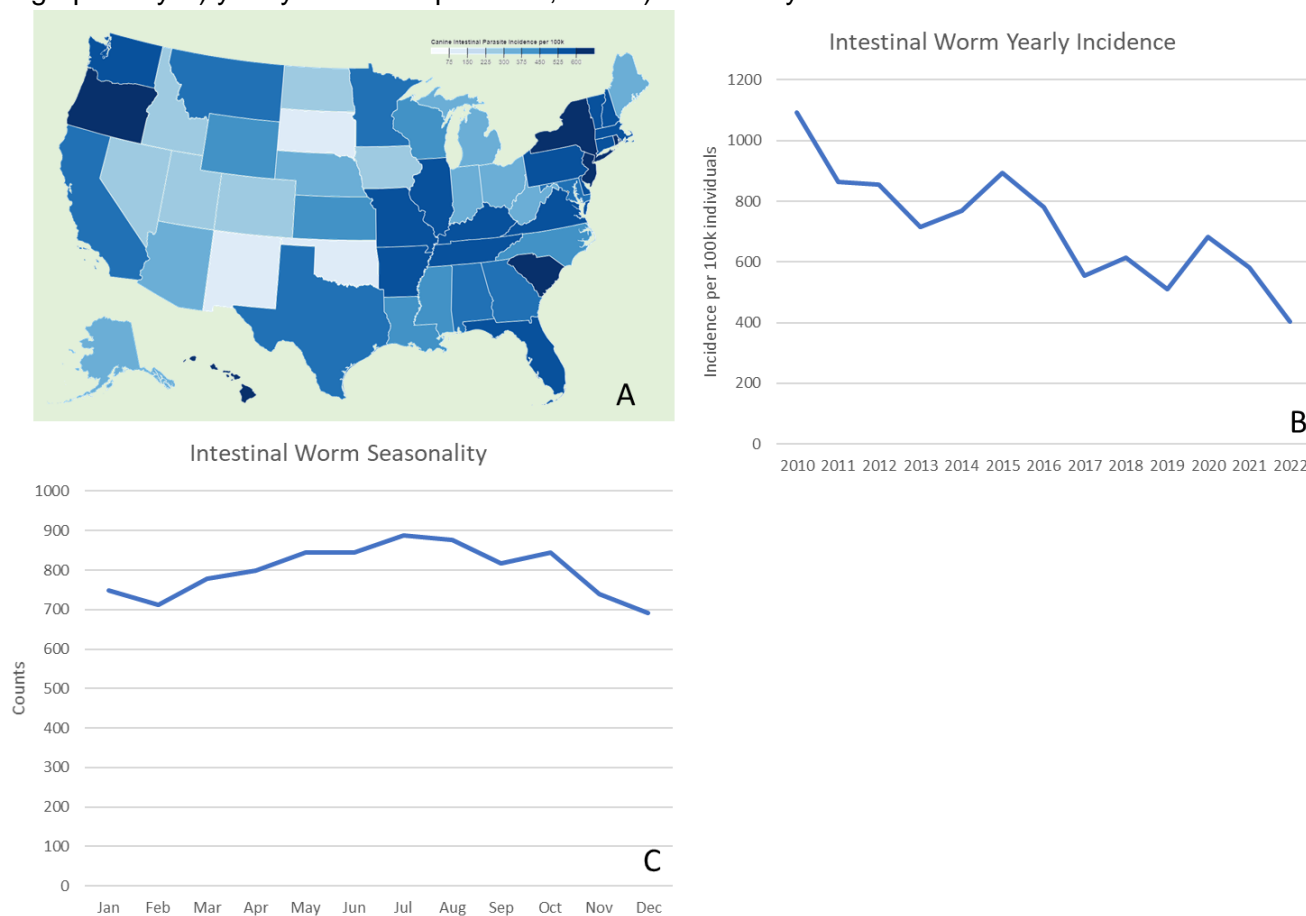 Canine Intestinal Parasite Incidence per 100k
75 150 225 300 375 450 525 600
A
Intestinal Worm Yearly Incidence
Incidence per 100k individuals
1200
1000
800
600
400
200
0
2010 2011 2012 2013 2014 2015 2016 2017 2018 2019 2020 2021 2022
B
Intestinal Worm Seasonality
Counts
1000
900
800
700
600
500
400
300
200
100
0
Jan Feb Mar Apr May Jun Jul Aug Sep Oct Nov Dec
C